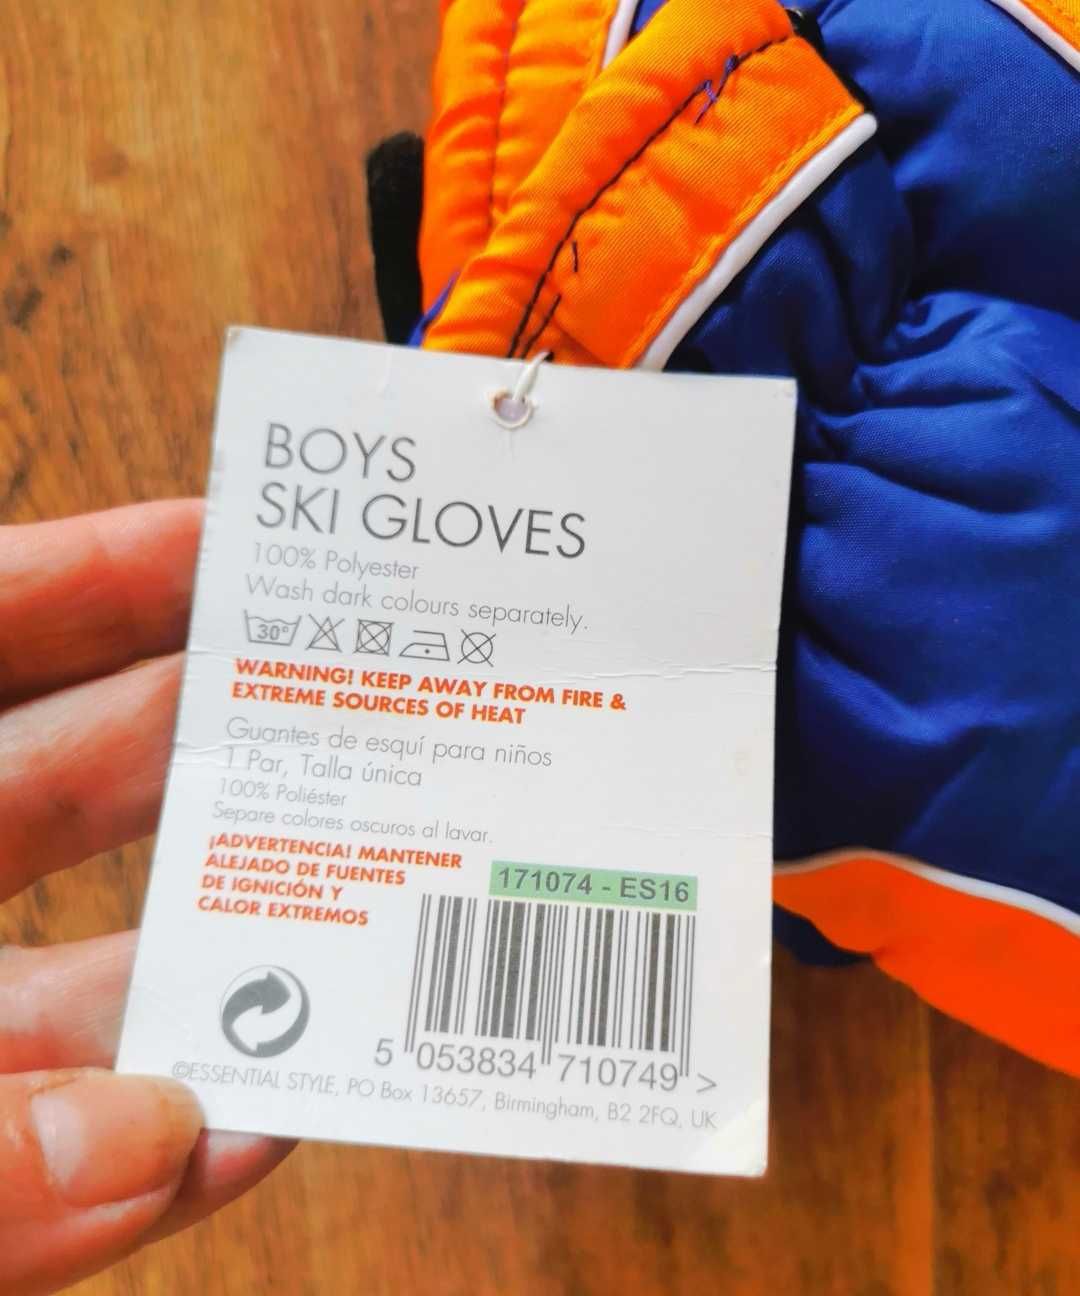 BOYS
SKI GLOVES
100% Polyester
Wash dark colours separately.
30°
WARNING! KEEP AWAY FROM FIRE &
EXTREME SOURCES OF HEAT
Guantes de esquí para niños
1 Par, Talla única
100% Poliéster
Separe colores oscuros al lavar.
¡ADVERTENCIA! MANTENER
ALEJADO DE FUENTES
DE IGNICIÓN Y
CALOR EXTREMOS
171074 - ES16
5 053834 710749 >
©ESSENTIAL STYLE, PO Box 13657, Birmingham, B2 2FQ, UK